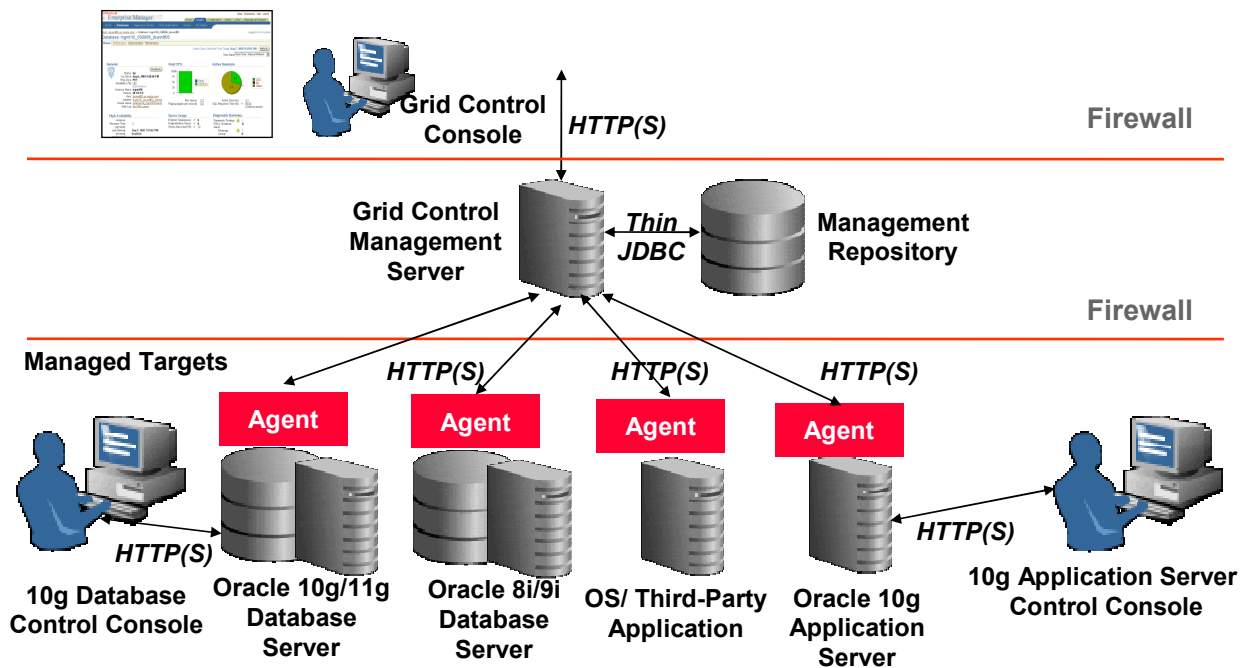 Enterprise Manager
Grid Control
Console
HTTP(S)
Firewall
Grid Control
Management
Server
Thin
JDBC
Management
Repository
Firewall
Managed Targets
HTTP(S)
HTTP(S)
HTTP(S)
Agent
Agent
Agent
Agent
HTTP(S)
HTTP(S)
10g Database
Control Console
Oracle 10g/11g
Database
Server
Oracle 8i/9i
Database
Server
OS/ Third-Party
Application
Oracle 10g
Application
Server
10g Application Server
Control Console